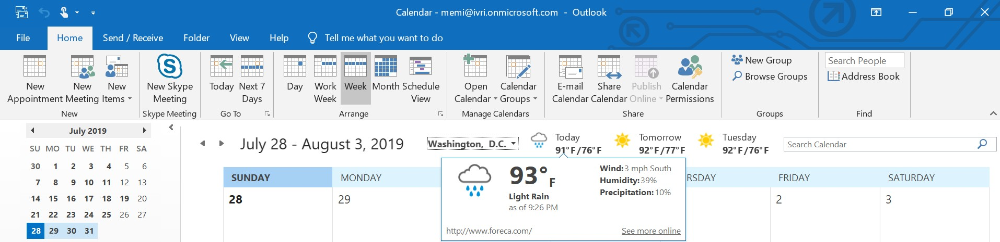 Calendar - memi@ivri.onmicrosoft.com - Outlook
File Home Send / Receive Folder View Help Tell me what you want to do
New Appointment
New Meeting
New Items
New
New Skype Meeting
Skype Meeting
Today
Next 7 Days
Go To
Day
Work Week
Week
Month
Schedule View
Arrange
Open Calendar
Calendar Groups
Manage Calendars
E-mail Calendar
Share Calendar
Publish Online
Calendar Permissions
Share
New Group
Browse Groups
Groups
Search People
Address Book
Find
July 2019
SU MO TU WE TH FR SA
30 1 2 3 4 5 6
7 8 9 10 11 12 13
14 15 16 17 18 19 20
21 22 23 24 25 26 27
28 29 30 31
July 28 - August 3, 2019
Washington, D.C.
Today
91°F/76°F
Tomorrow
92°F/77°F
Tuesday
92°F/76°F
Search Calendar
SUNDAY MONDAY RSDAY FRIDAY SATURDAY
28 29 2 3
93°F
Light Rain
as of 9:26 PM
Wind: 3 mph South
Humidity: 39%
Precipitation: 10%
http://www.foreca.com/
See more online